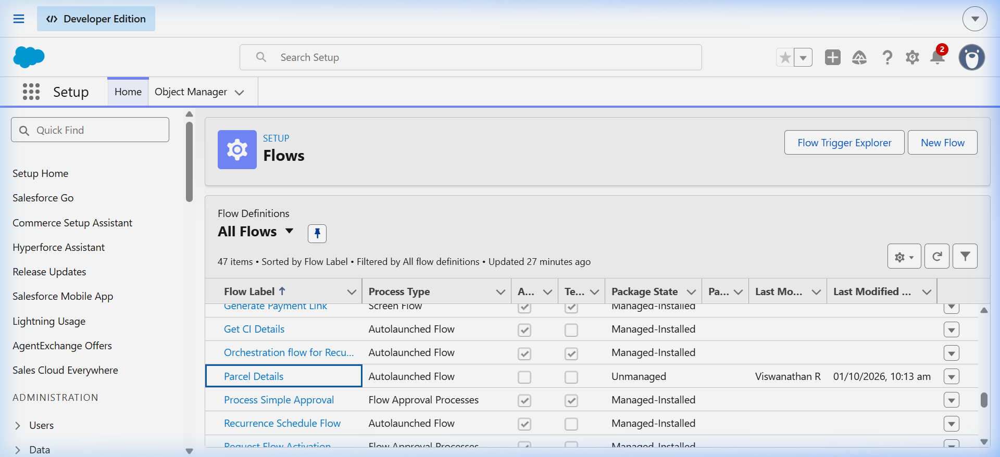 Developer Edition
Search Setup
2
Setup
Home
Object Manager
Quick Find
Setup Home
Salesforce Go
Commerce Setup Assistant
Hyperforce Assistant
Release Updates
Salesforce Mobile App
Lightning Usage
AgentExchange Offers
Sales Cloud Everywhere
ADMINISTRATION
Users
Data
SETUP
Flows
Flow Trigger Explorer
New Flow
Flow Definitions
All Flows
47 items • Sorted by Flow Label • Filtered by All flow definitions • Updated 27 minutes ago
Flow Label ↑ Process Type A... Te... Package State Pa... Last Mo... Last Modified ...
Generate Payment Link Screen Flow Managed-Installed
Get CI Details Autolaunched Flow Managed-Installed
Orchestration flow for Recu... Autolaunched Flow Managed-Installed
Parcel Details Autolaunched Flow Unmanaged Viswanathan R 01/10/2026, 10:13 am
Process Simple Approval Flow Approval Processes Managed-Installed
Recurrence Schedule Flow Autolaunched Flow Managed-Installed
Request Flow Activation Flow Approval Processes Managed-Installed